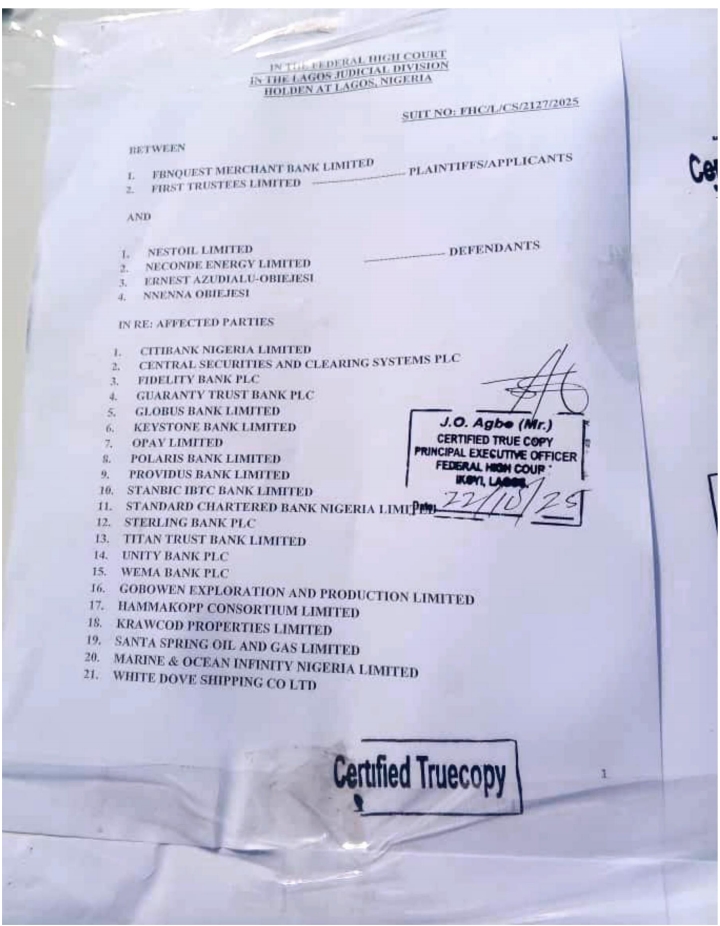 IN THE FEDERAL HIGH COURT
IN THE LAGOS JUDICIAL DIVISION
HOLDEN AT LAGOS, NIGERIA
SUIT NO: FHC/L/CS/2127/2025
BETWEEN
1. FBNQUEST MERCHANT BANK LIMITED
2. FIRST TRUSTEES LIMITED ---------- PLAINTIFFS/APPLICANTS
AND
1. NESTOIL LIMITED
2. NECONDE ENERGY LIMITED ---------- DEFENDANTS
3. ERNEST AZUDIALU-OBIEJESI
4. NNENNA OBIEJESI
IN RE: AFFECTED PARTIES
1. CITIBANK NIGERIA LIMITED
2. CENTRAL SECURITIES AND CLEARING SYSTEMS PLC
3. FIDELITY BANK PLC
4. GUARANTY TRUST BANK PLC
5. GLOBUS BANK LIMITED
6. KEYSTONE BANK LIMITED
7. OPAY LIMITED
8. POLARIS BANK LIMITED
9. PROVIDUS BANK LIMITED
10. STANBIC IBTC BANK LIMITED
11. STANDARD CHARTERED BANK NIGERIA LIMITED
12. STERLING BANK PLC
13. TITAN TRUST BANK LIMITED
14. UNITY BANK PLC
15. WEMA BANK PLC
16. GOBOWEN EXPLORATION AND PRODUCTION LIMITED
17. HAMMAKOPP CONSORTIUM LIMITED
18. KRAWCOD PROPERTIES LIMITED
19. SANTA SPRING OIL AND GAS LIMITED
20. MARINE & OCEAN INFINITY NIGERIA LIMITED
21. WHITE DOVE SHIPPING CO LTD
J.O. Agbe (Mr.)
CERTIFIED TRUE COPY
PRINCIPAL EXECUTIVE OFFICER
FEDERAL HIGH COUR
IKOYI, LAGOS.
Date: 22/10/25
Certified Truecopy
1